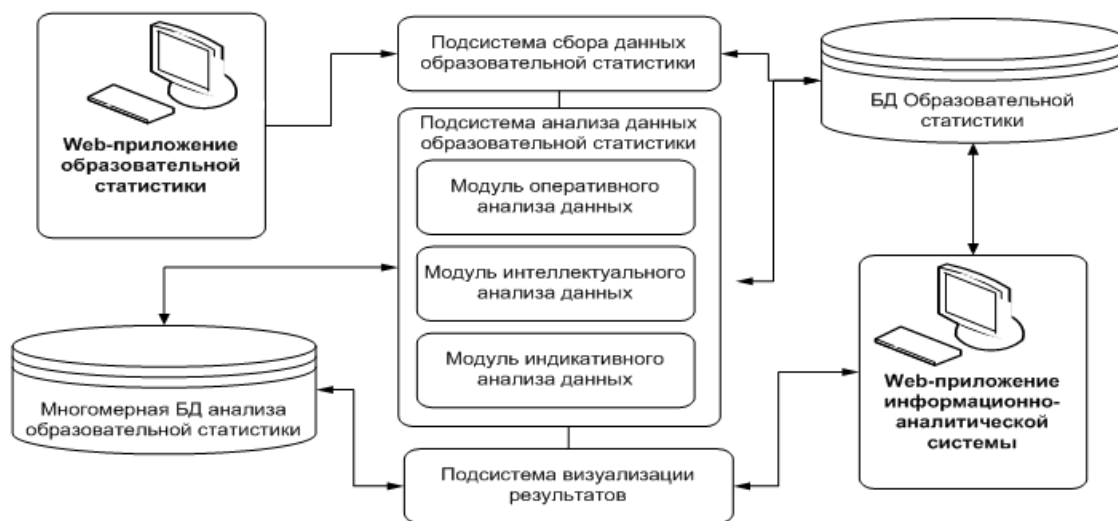 Web-приложение
образовательной
статистики
Подсистема сбора данных
образовательной статистики
БД Образовательной
статистики
Подсистема анализа данных
образовательной статистики
Модуль оперативного
анализа данных
Модуль интеллектуального
анализа данных
Модуль индикативного
анализа данных
Многомерная БД анализа
образовательной статистики
Web-приложение
информационно-
аналитической
системы
Подсистема визуализации
результатов